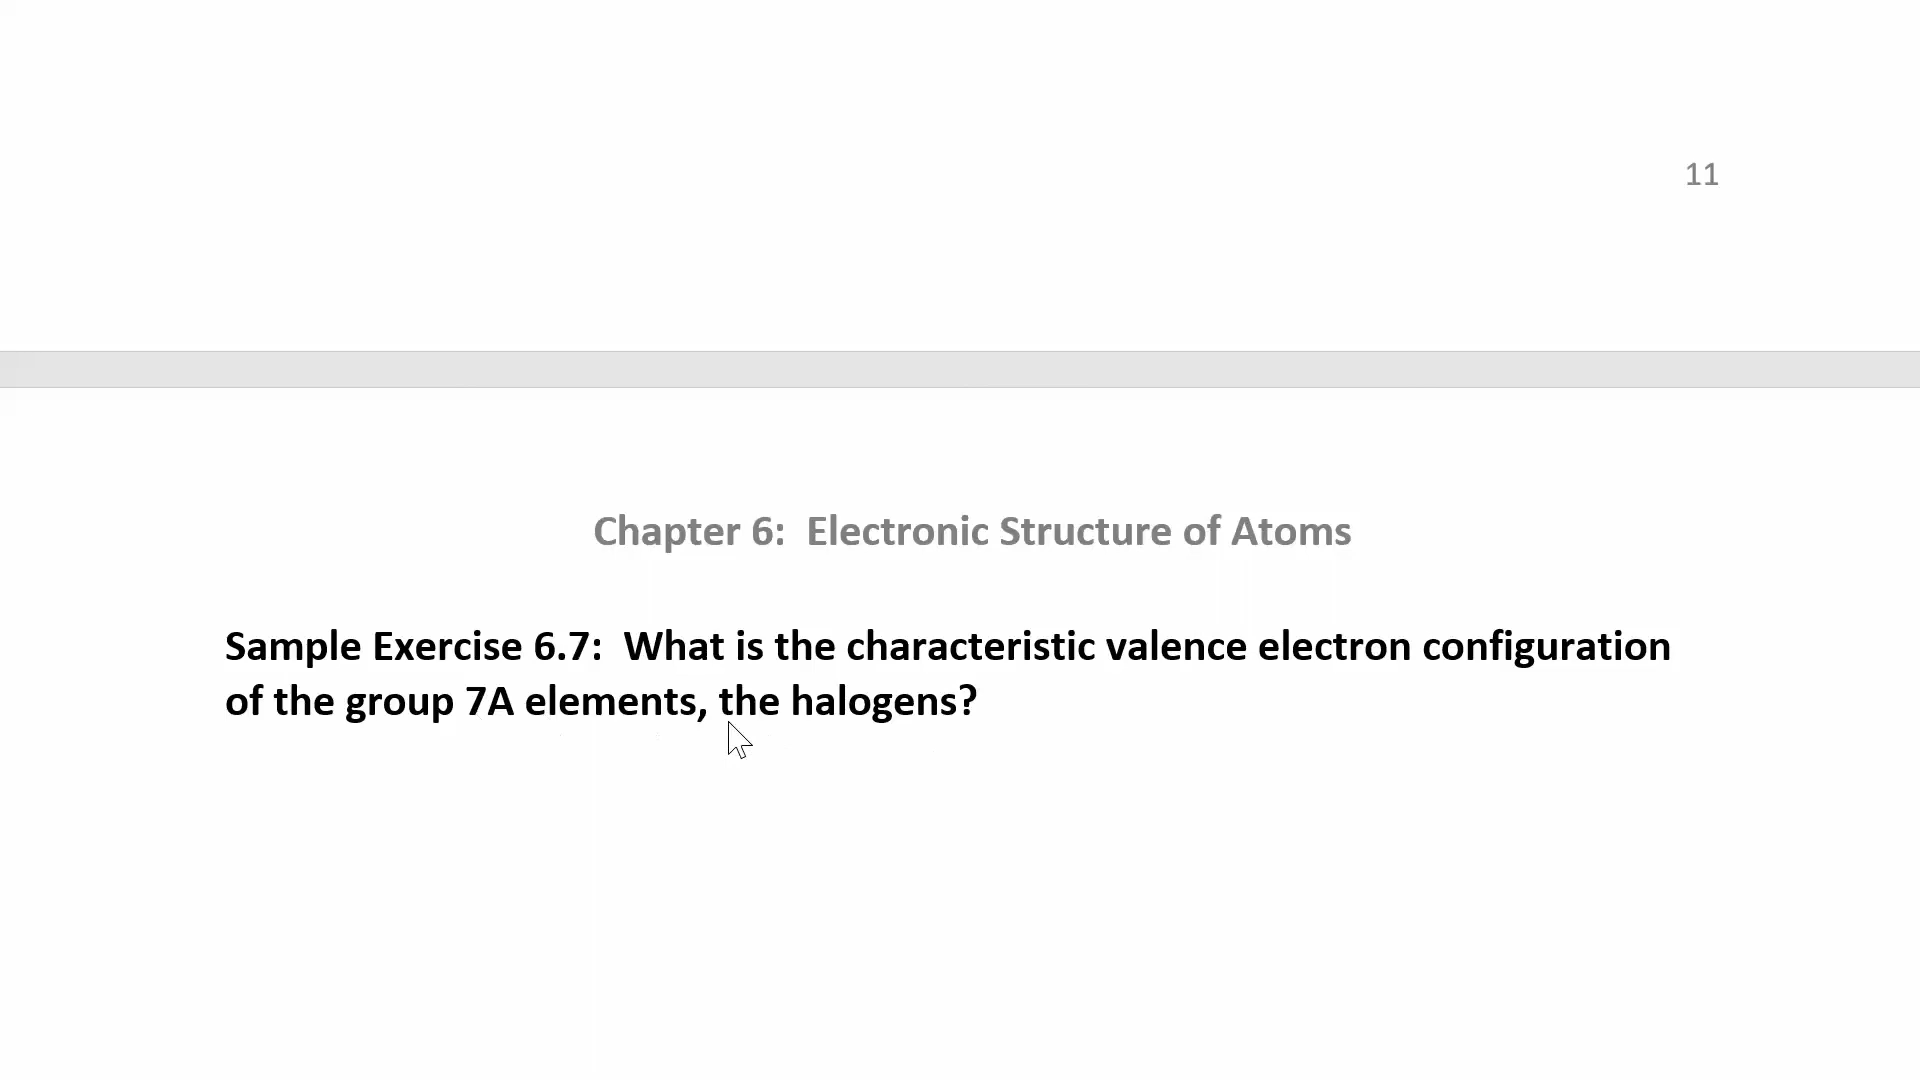 11
Chapter 6:  Electronic Structure of Atoms
Sample Exercise 6.7:  What is the characteristic valence electron configuration
of the group 7A elements, the halogens?